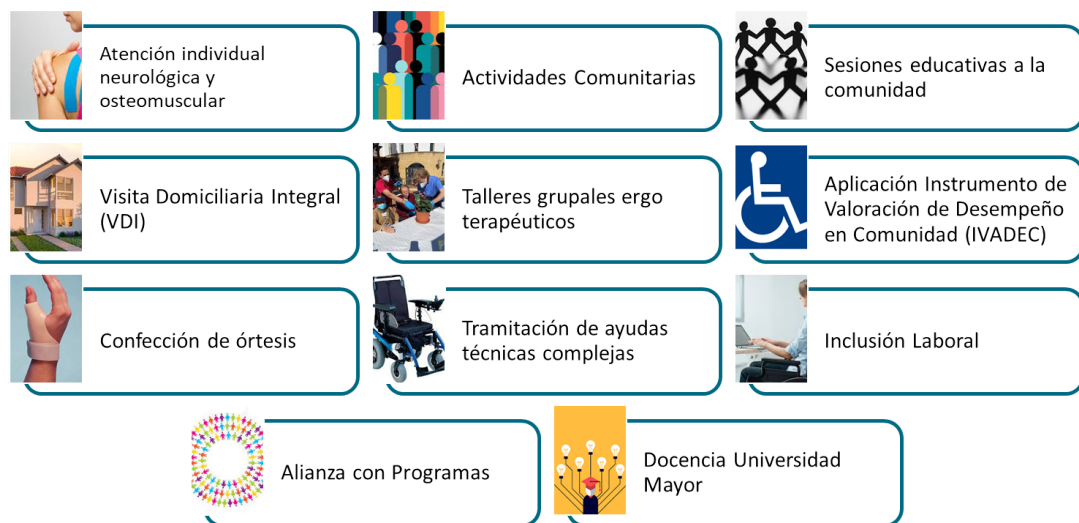 Atención individual
neurológica y
osteomuscular
Actividades Comunitarias
Sesiones educativas a la
comunidad
Visita Domiciliaria Integral
(VDI)
Talleres grupales ergo
terapéuticos
Aplicación Instrumento de
Valoración de Desempeño
en Comunidad (IVADEC)
Confección de órtesis
Tramitación de ayudas
técnicas complejas
Inclusión Laboral
Alianza con Programas
Docencia Universidad
Mayor